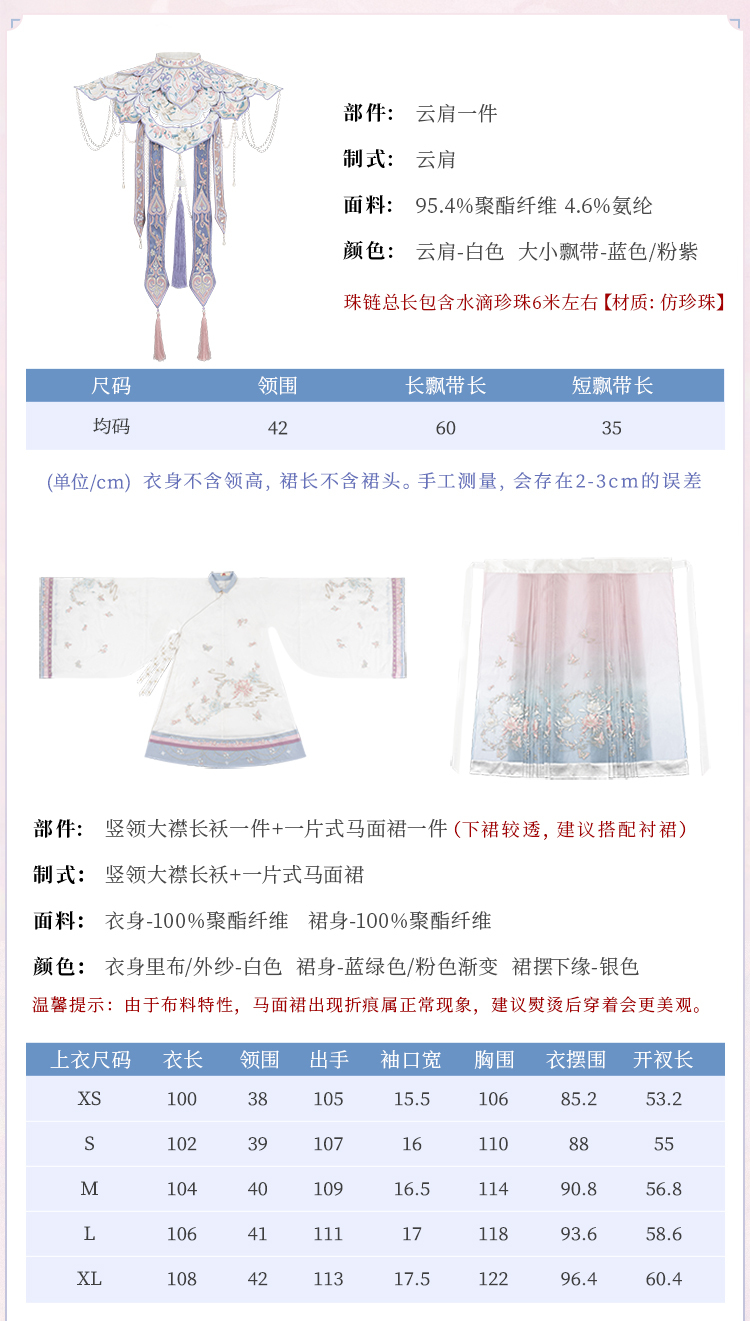 部件： 云肩一件
制式： 云肩
面料： 95.4%聚酯纤维 4.6%氨纶
颜色： 云肩-白色 大小飘带-蓝色/粉紫
珠链总长包含水滴珍珠6米左右【材质：仿珍珠】
尺码 领围 长飘带长 短飘带长
均码 42 60 35
(单位/cm) 衣身不含领高，裙长不含裙头。手工测量，会存在2-3cm的误差
部件： 竖领大襟长袄一件+一片式马面裙一件（下裙较透，建议搭配衬裙）
制式： 竖领大襟长袄+一片式马面裙
面料： 衣身-100%聚酯纤维 裙身-100%聚酯纤维
颜色： 衣身里布/外纱-白色 裙身-蓝绿色/粉色渐变 裙摆下缘-银色
温馨提示：由于布料特性，马面裙出现折痕属正常现象，建议熨烫后穿着会更美观。
上衣尺码 衣长 领围 出手 袖口宽 胸围 衣摆围 开衩长
XS 100 38 105 15.5 106 85.2 53.2
S 102 39 107 16 110 88 55
M 104 40 109 16.5 114 90.8 56.8
L 106 41 111 17 118 93.6 58.6
XL 108 42 113 17.5 122 96.4 60.4